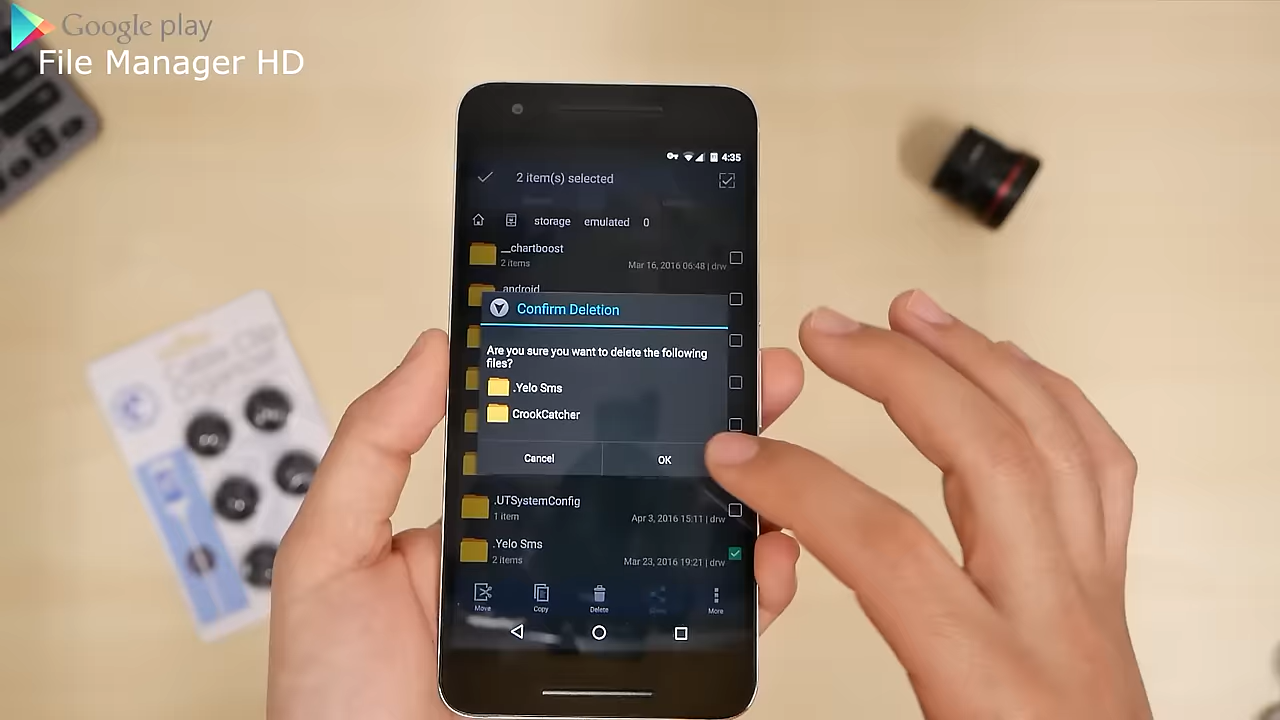 Google play
File Manager HD
4:35
2 item(s) selected
storage emulated 0
__chartboost
2 items
Mar 16, 2016 06:48 | drw
android
Confirm Deletion
Are you sure you want to delete the following
files?
.Yelo Sms
CrookCatcher
Cancel
OK
.UTSystemConfig
1 item
Apr 3, 2016 15:11 | drw
.Yelo Sms
2 items
Mar 23, 2016 19:21 | drw
Move
Copy
Delete
More